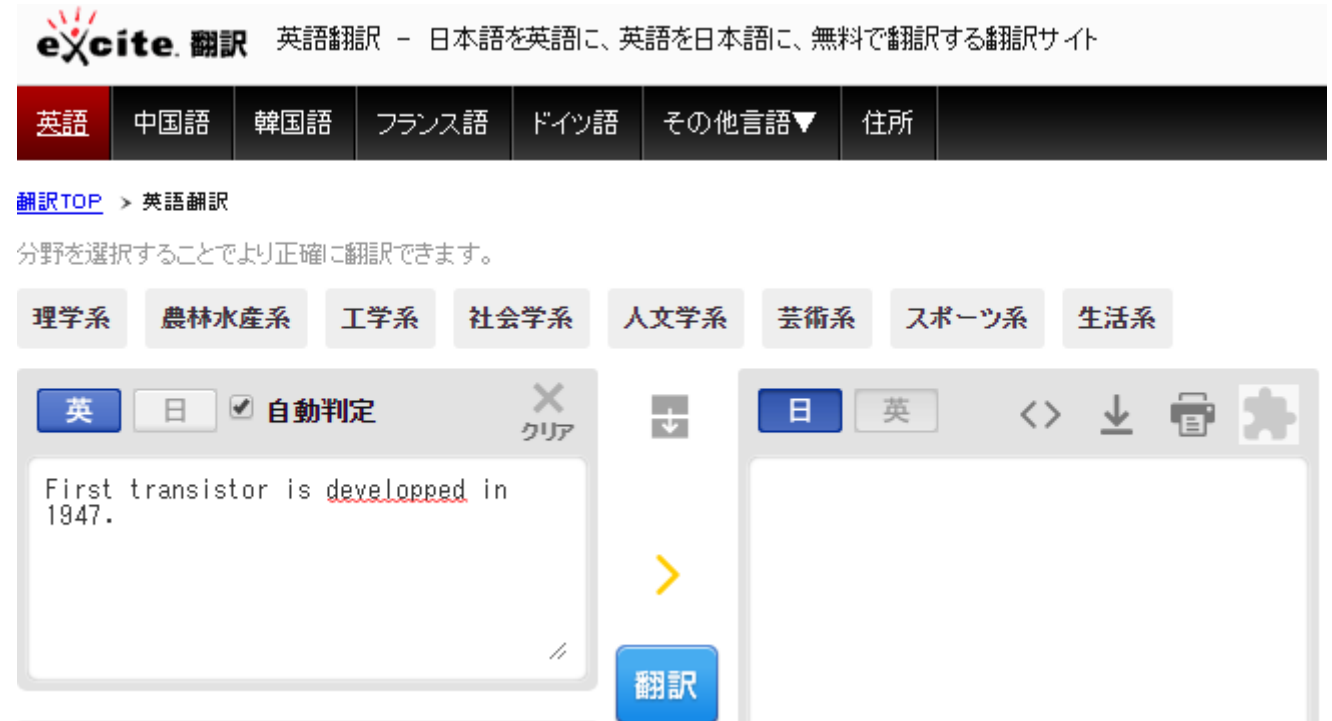 excite. 翻訳 英語翻訳 - 日本語を英語に、英語を日本語に、無料で翻訳する翻訳サイト
英語 中国語 韓国語 フランス語 ドイツ語 その他言語▼ 住所
翻訳TOP > 英語翻訳
分野を選択することでより正確に翻訳できます。
理学系 農林水産系 工学系 社会学系 人文学系 芸術系 スポーツ系 生活系
英 日 自動判定 クリア 日 英
First transistor is developped in
1947.
翻訳